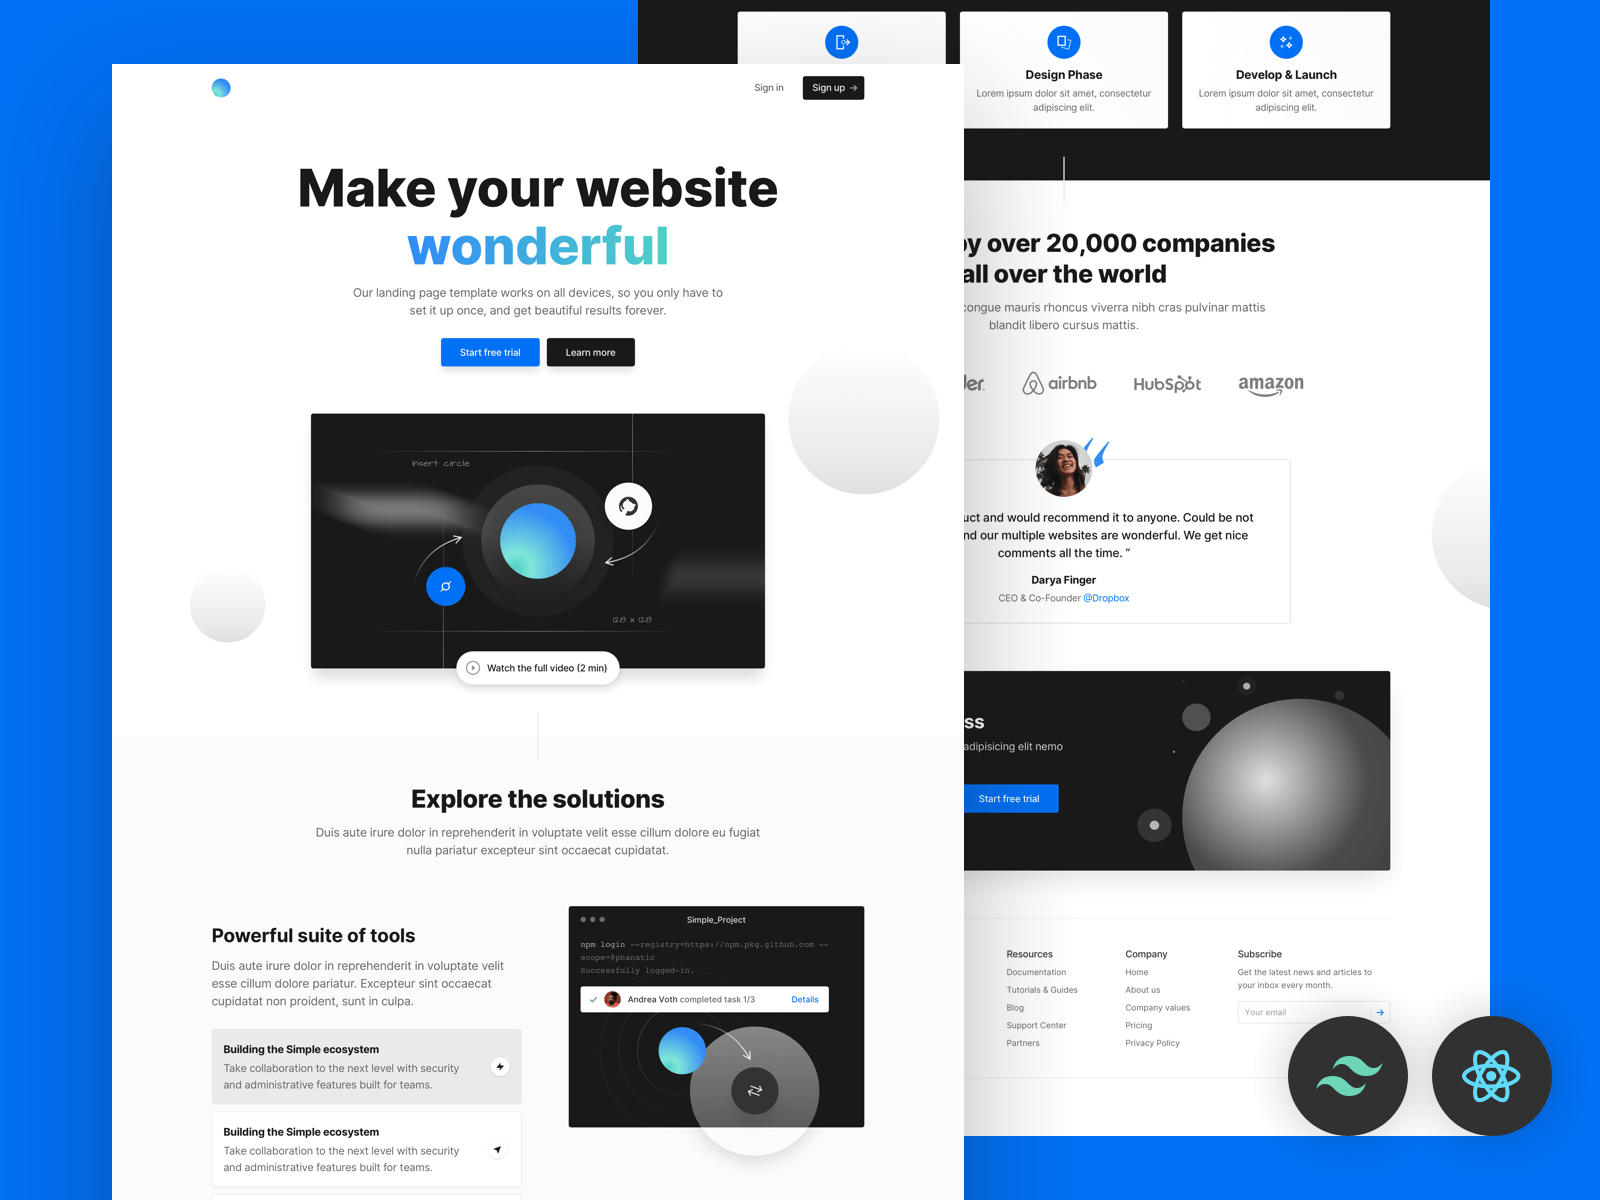 Sign in
Sign up →
Make your website
wonderful
Our landing page template works on all devices, so you only have to
set it up once, and get beautiful results forever.
Start free trial
Learn more
insert circle
128 x 128
Watch the full video (2 min)
Explore the solutions
Duis aute irure dolor in reprehenderit in voluptate velit esse cillum dolore eu fugiat
nulla pariatur excepteur sint occaecat cupidatat.
Powerful suite of tools
Duis aute irure dolor in reprehenderit in voluptate velit
esse cillum dolore pariatur. Excepteur sint occaecat
cupidatat non proident, sunt in culpa.
Building the Simple ecosystem
Take collaboration to the next level with security
and administrative features built for teams.
Building the Simple ecosystem
Take collaboration to the next level with security
and administrative features built for teams.
Simple_Project
npm login --registry=https://npm.pkg.github.com --
scope=@phanatic
Successfully logged-in.
Andrea Voth completed task 1/3
Details
Design Phase
Lorem ipsum dolor sit amet, consectetur
adipiscing elit.
Develop & Launch
Lorem ipsum dolor sit amet, consectetur
adipiscing elit.
by over 20,000 companies
all over the world
congue mauris rhoncus viverra nibh cras pulvinar mattis
blandit libero cursus mattis.
airbnb
HubSpot
amazon
uct and would recommend it to anyone. Could be not
nd our multiple websites are wonderful. We get nice
comments all the time. “
Darya Finger
CEO & Co-Founder @Dropbox
ss
adipisicing elit nemo
Start free trial
Resources
Documentation
Tutorials & Guides
Blog
Support Center
Partners
Company
Home
About us
Company values
Pricing
Privacy Policy
Subscribe
Get the latest news and articles to
your inbox every month.
Your email